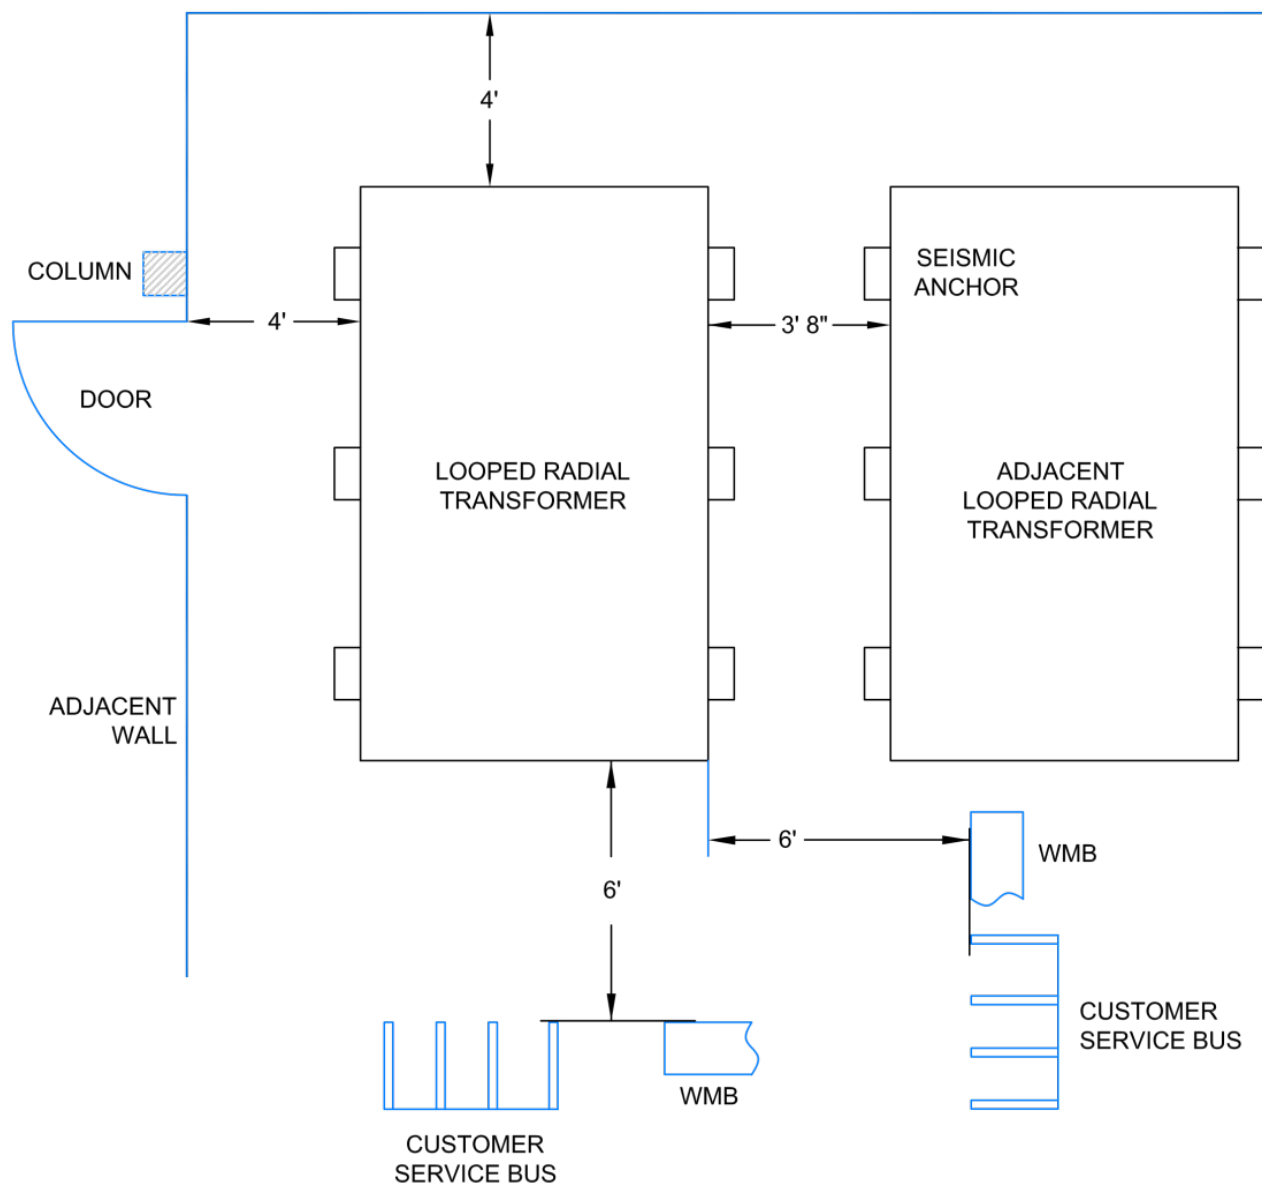 4'
COLUMN
SEISMIC
ANCHOR
4'
3' 8"
DOOR
LOOPED RADIAL
TRANSFORMER
ADJACENT
LOOPED RADIAL
TRANSFORMER
ADJACENT
WALL
6'
WMB
6'
CUSTOMER
SERVICE BUS
WMB
CUSTOMER
SERVICE BUS